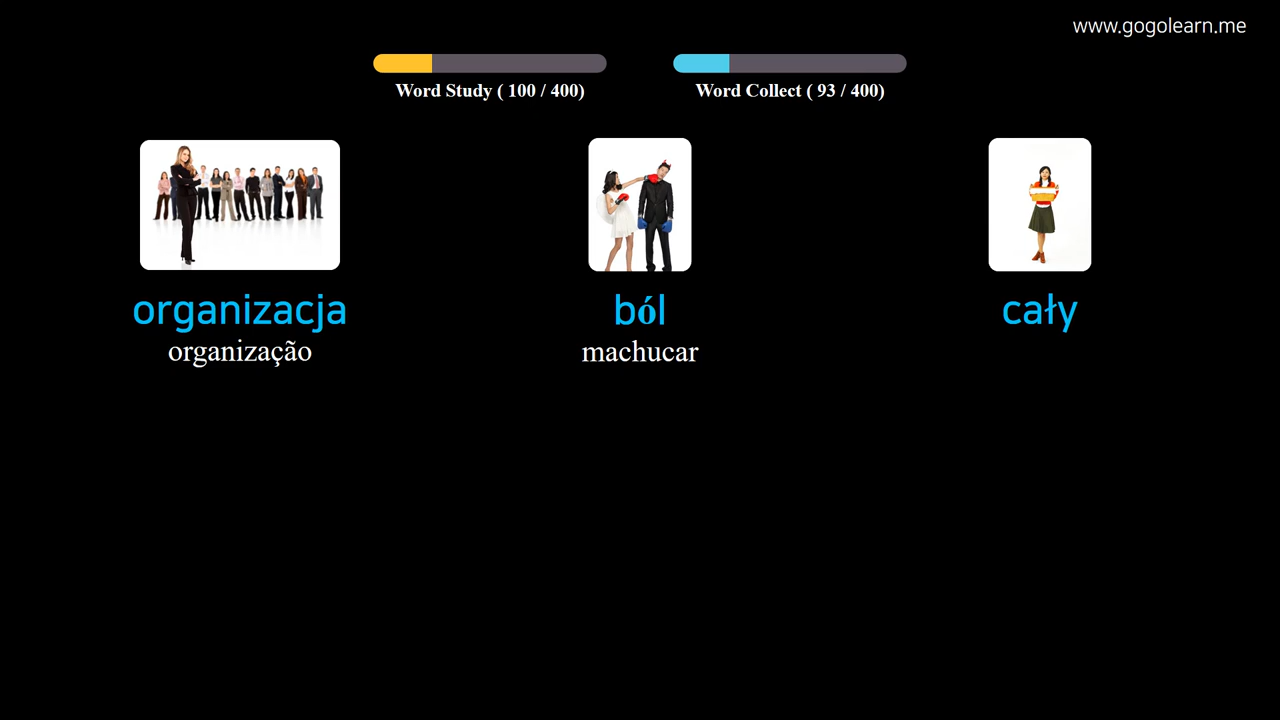 www.gogolearn.me
Word Study ( 100 / 400)
Word Collect ( 93 / 400)
organizacja
ból
cały
organização
machucar